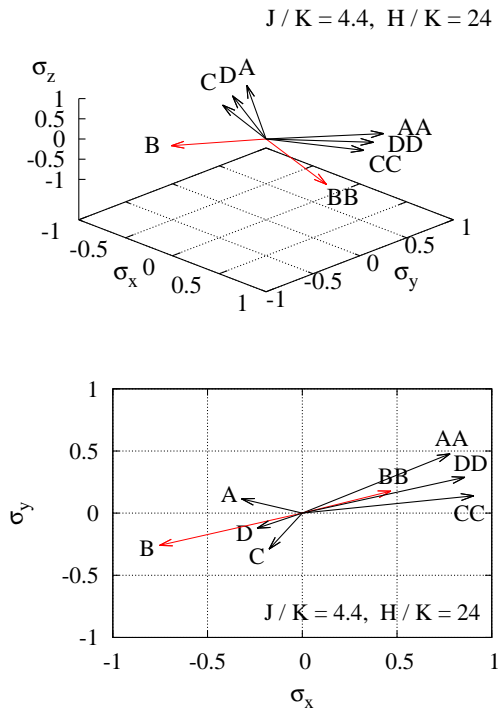 J / K = 4.4, H / K = 24
σz
C D A
1
0.5
0
-0.5
-1
B
AA
DD
CC
BB
-1
-0.5
0
0.5
1
σx
-1
-0.5
0
0.5
1
σy
1
0.5
0
-0.5
-1
σy
AA
BB
DD
CC
A
D
B
C
J / K = 4.4, H / K = 24
-1 -0.5 0 0.5 1
σx